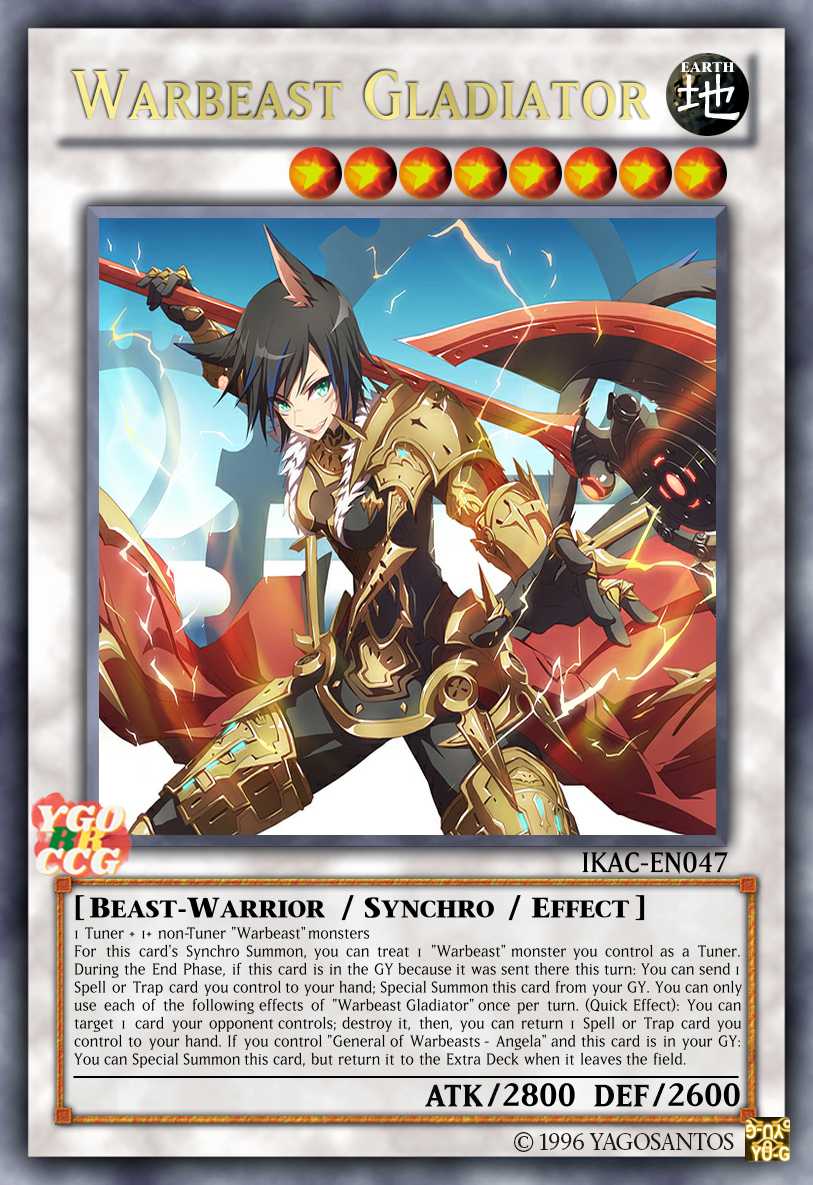 WARBEAST GLADIATOR
EARTH
地
YGO
RR
CCG
IKAC-EN047
[ BEAST-WARRIOR / SYNCHRO / EFFECT ]
1 Tuner + 1+ non-Tuner "Warbeast" monsters
For this card's Synchro Summon, you can treat 1 "Warbeast" monster you control as a Tuner.
During the End Phase, if this card is in the GY because it was sent there this turn: You can send 1
Spell or Trap card you control to your hand; Special Summon this card from your GY. You can only
use each of the following effects of "Warbeast Gladiator" once per turn. (Quick Effect): You can
target 1 card your opponent controls; destroy it, then, you can return 1 Spell or Trap card you
control to your hand. If you control "General of Warbeasts - Angela" and this card is in your GY:
You can Special Summon this card, but return it to the Extra Deck when it leaves the field.
ATK/2800 DEF/2600
© 1996 YAGOSANTOS